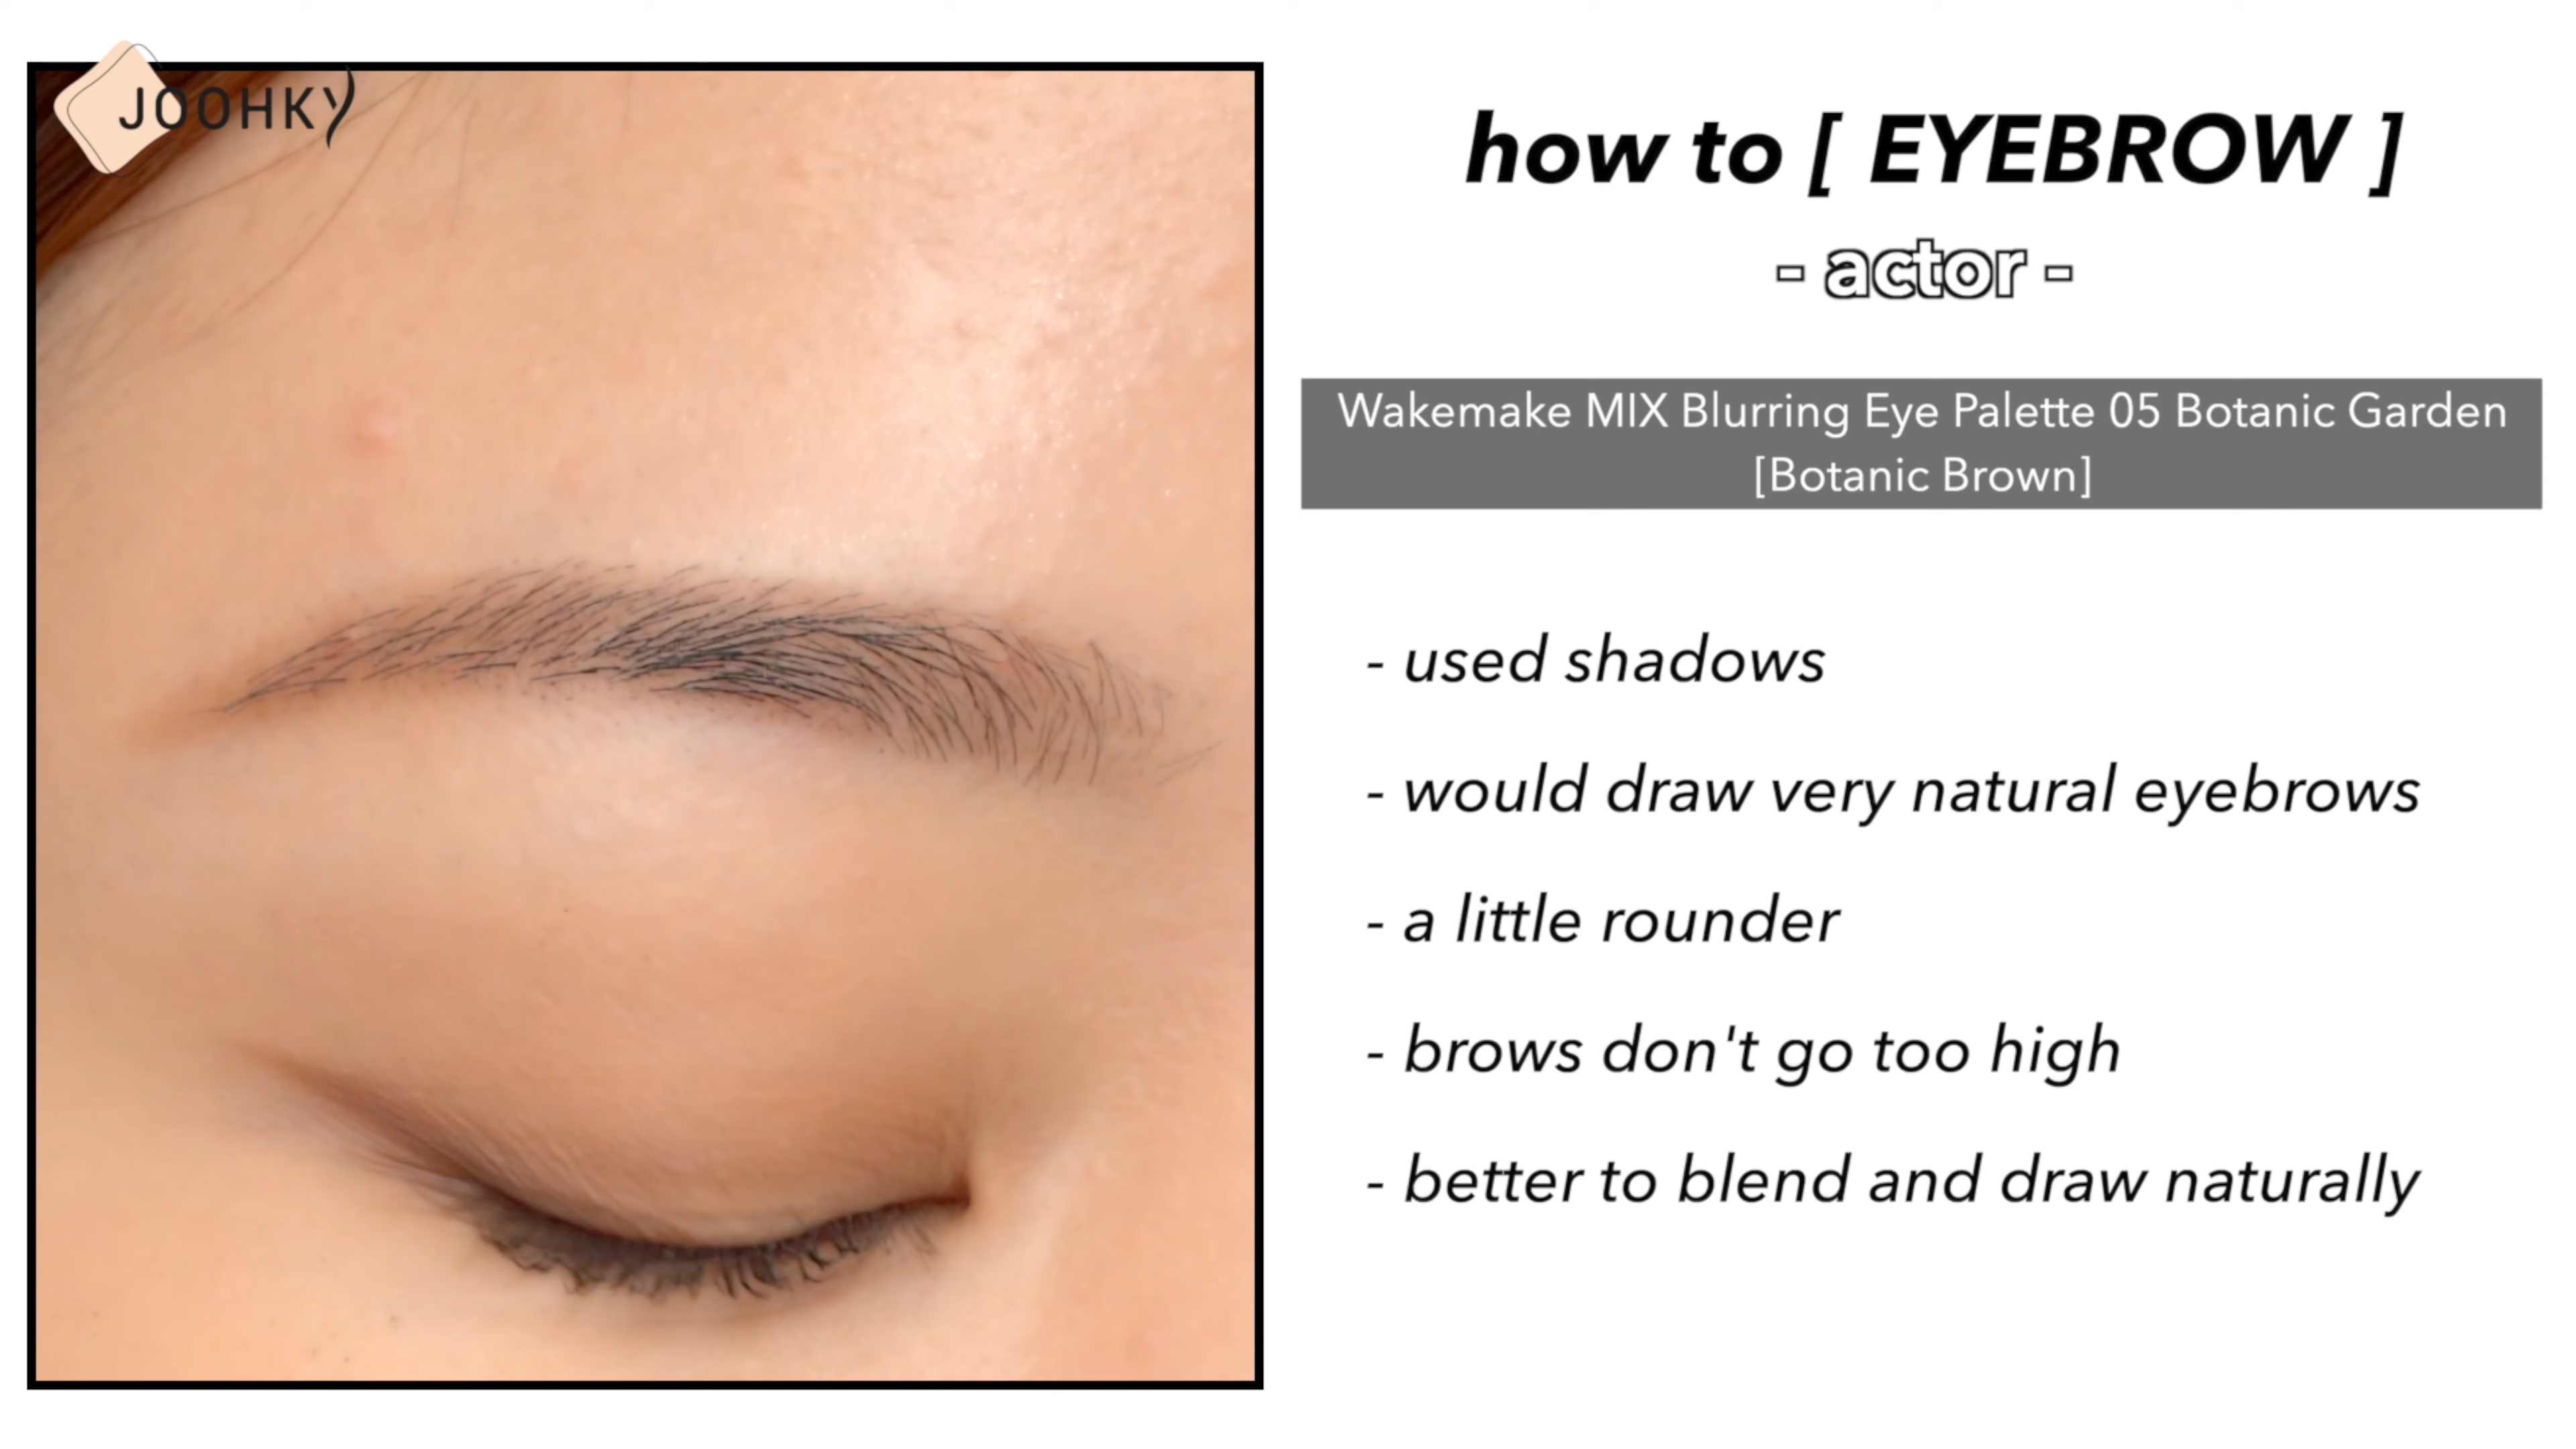 JOOHKY
how to [ EYEBROW ]
- actor -
Wakemake MIX Blurring Eye Palette 05 Botanic Garden
[Botanic Brown]
- used shadows
- would draw very natural eyebrows
- a little rounder
- brows don't go too high
- better to blend and draw naturally